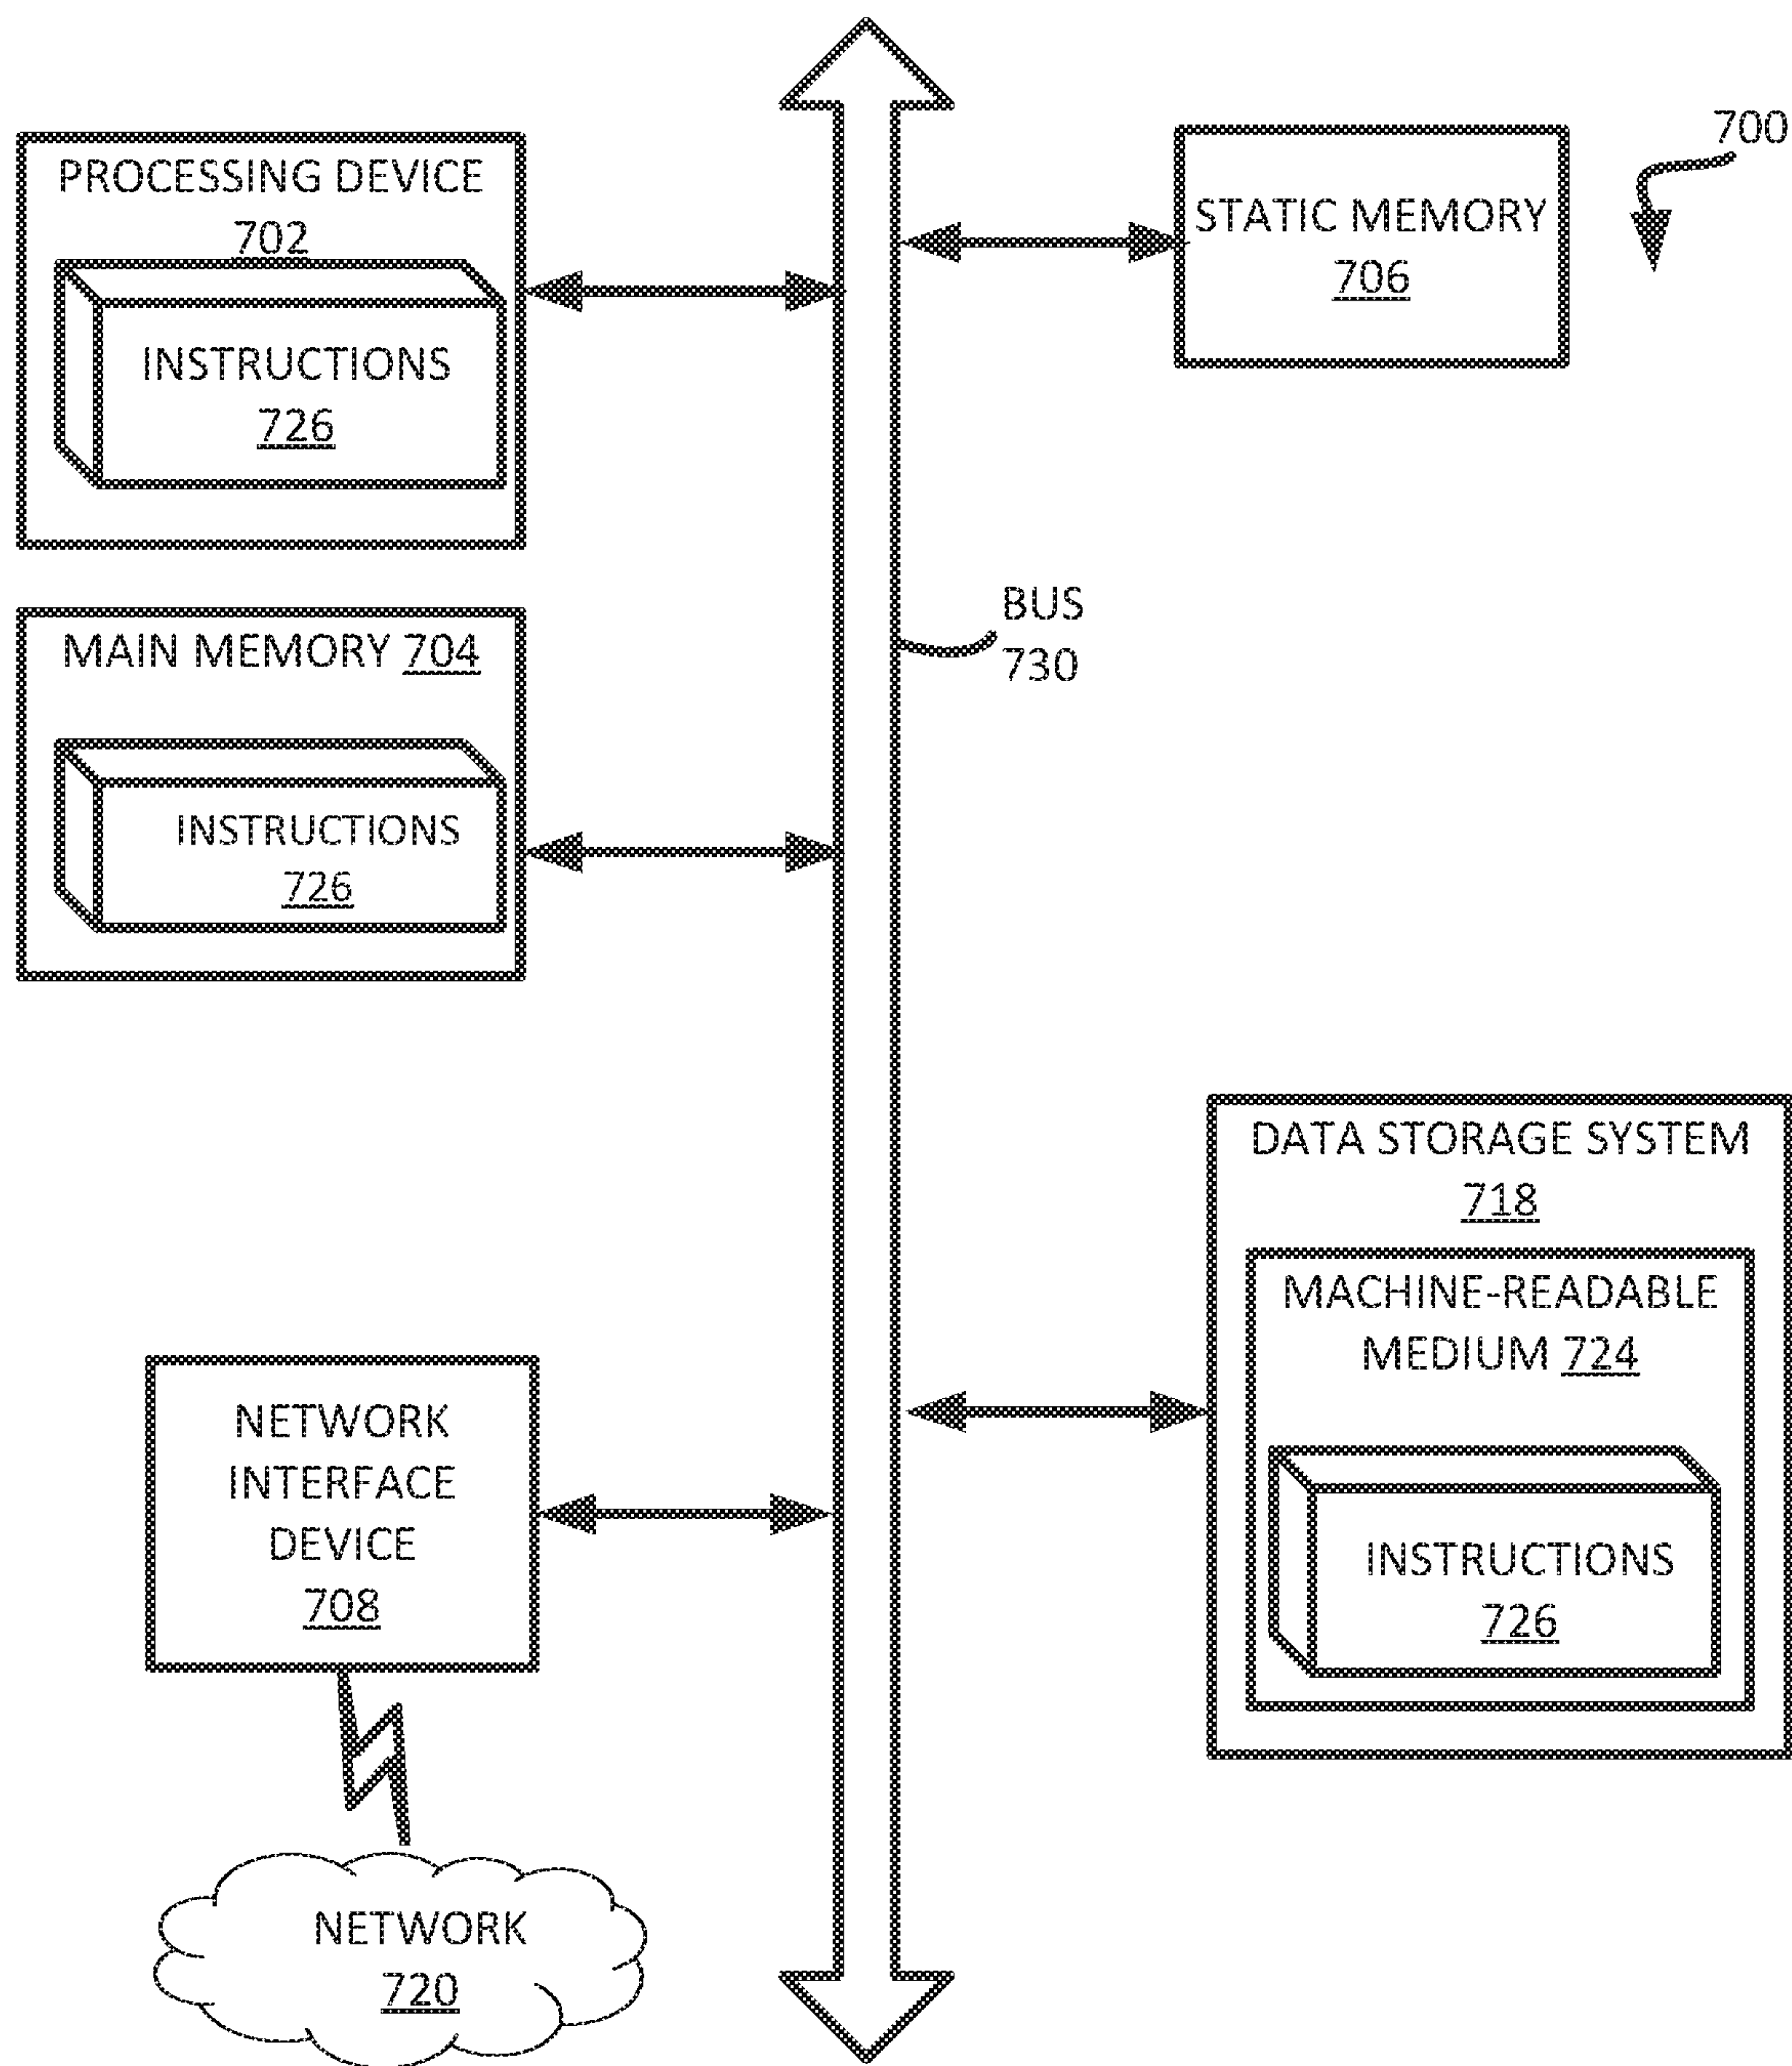 PROCESSING DEVICE
702
INSTRUCTIONS
726
STATIC MEMORY
706
700
MAIN MEMORY 704
INSTRUCTIONS
726
BUS
730
DATA STORAGE SYSTEM
718
MACHINE-READABLE
MEDIUM 724
INSTRUCTIONS
726
NETWORK
INTERFACE
DEVICE
708
NETWORK
720